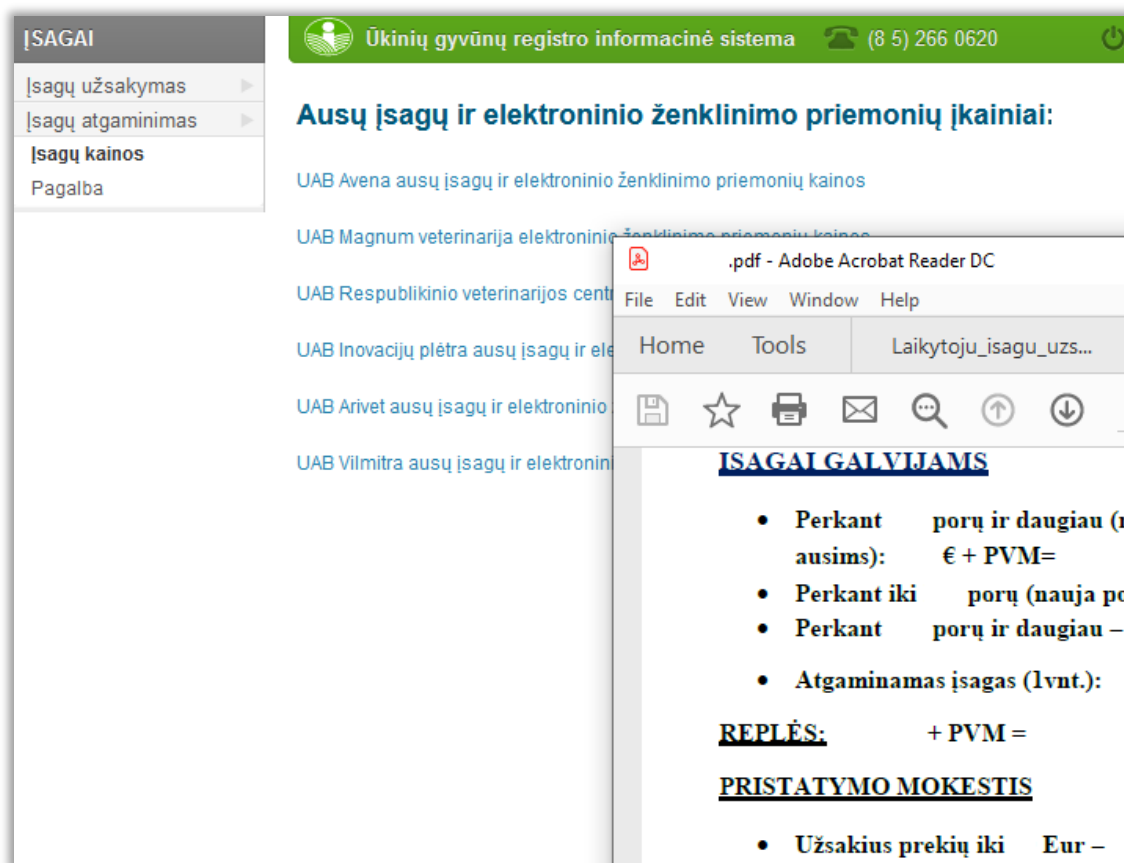 ĮSAGAI
Įsagų užsakymas
Įsagų atgaminimas
Įsagų kainos
Pagalba
Ūkinių gyvūnų registro informacinė sistema (8 5) 266 0620
Ausų įsagų ir elektroninio ženklinimo priemonių įkainiai:
UAB Avena ausų įsagų ir elektroninio ženklinimo priemonių kainos
UAB Magnum veterinarija elektroninio ženklinimo priemonių kainos
UAB Respublikinio veterinarijos
UAB Inovacijų plėtra ausų įsagų ir
UAB Arivet ausų įsagų ir elektroninio
UAB Vilmitra ausų įsagų ir
.pdf - Adobe Acrobat Reader DC
File Edit View Window Help
Home Tools Laikytoju_isagu_uzs...
ĮSAGAI GALVIJAMS
• Perkant porų ir daugiau
ausims): € + PVM=
• Perkant iki porų (nauja
• Perkant porų ir daugiau –
• Atgaminamas įsagas (1vnt.):
REPLĖS: + PVM =
PRISTATYMO MOKESTIS
• Užsakius prekių iki Eur –